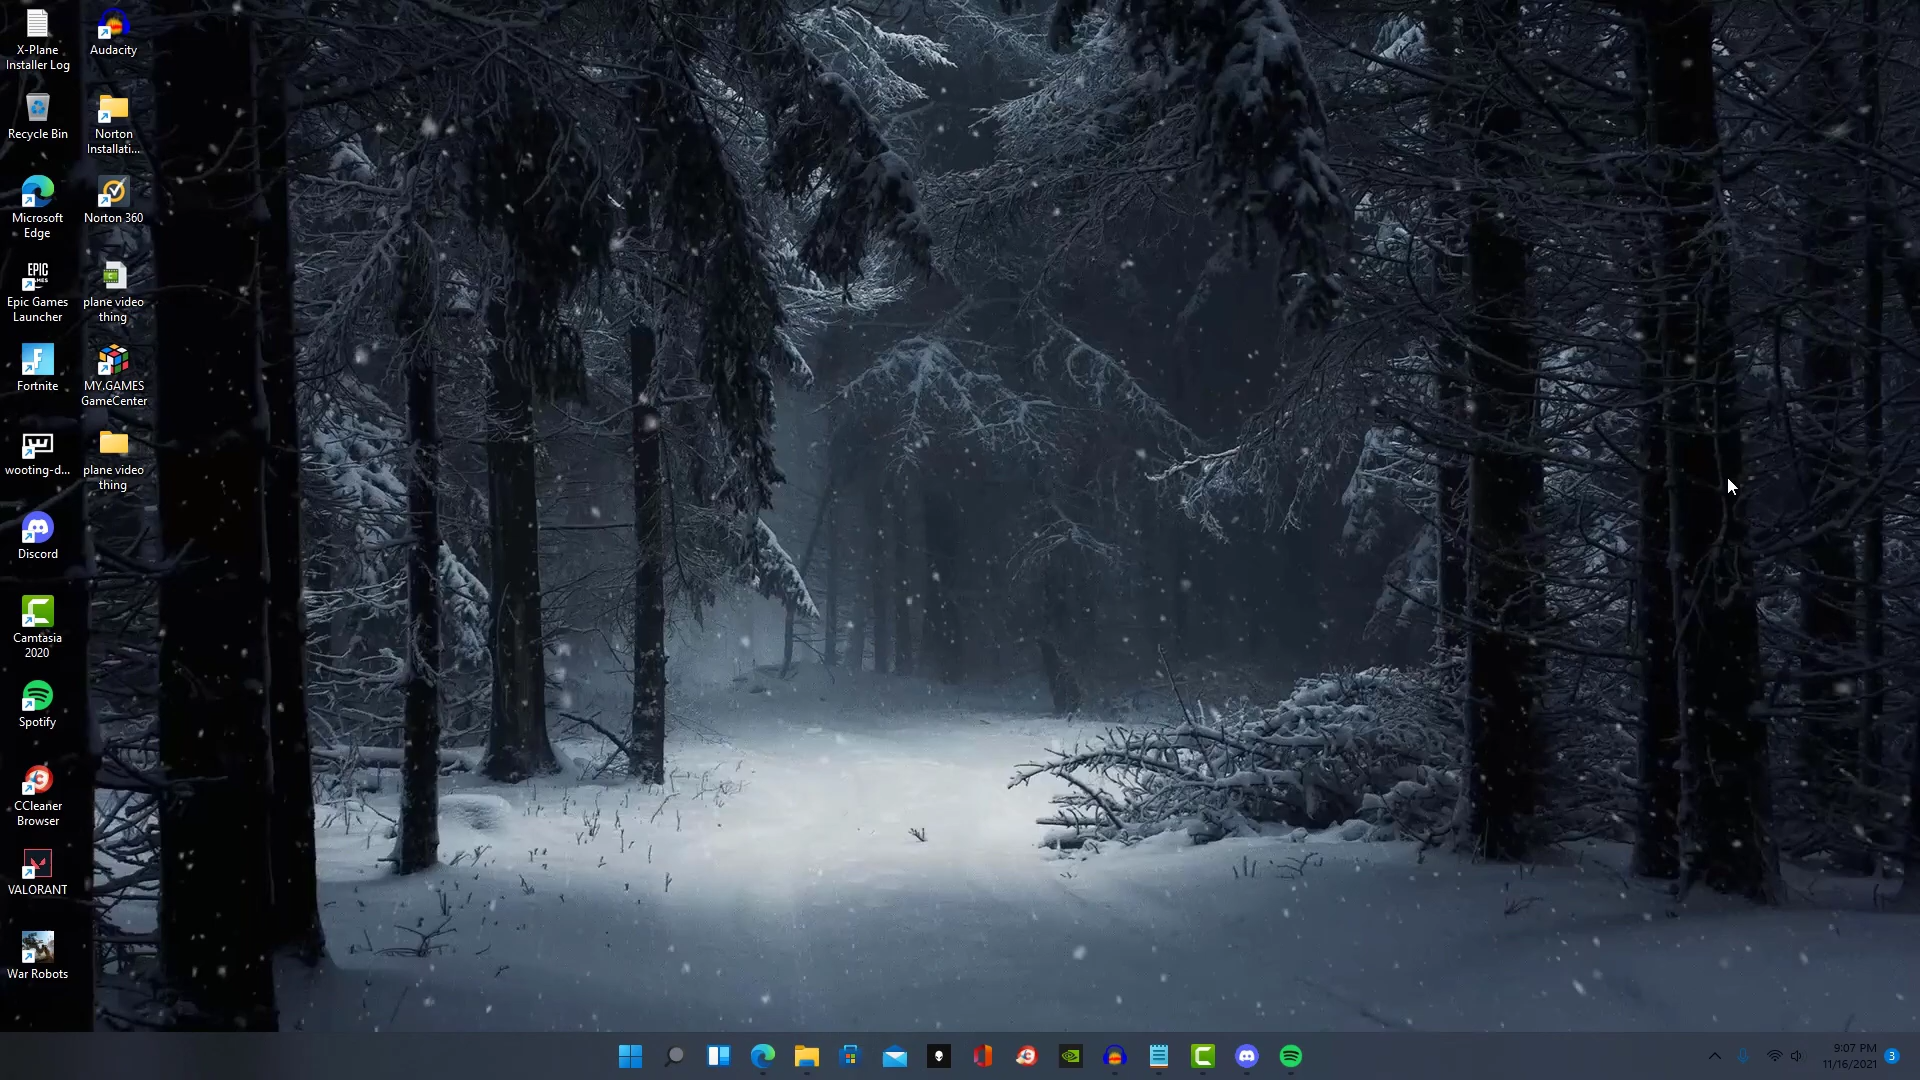 X-Plane
Installer Log
Audacity
Recycle Bin
Norton
Installati...
Microsoft
Edge
Norton 360
EPIC
Epic Games
Launcher
plane video
thing
Fortnite
MY.GAMES
GameCenter
wooting-d...
plane video
thing
Discord
Camtasia
2020
Spotify
CCleaner
Browser
VALORANT
War Robots
9:07 PM
11/16/2021
3